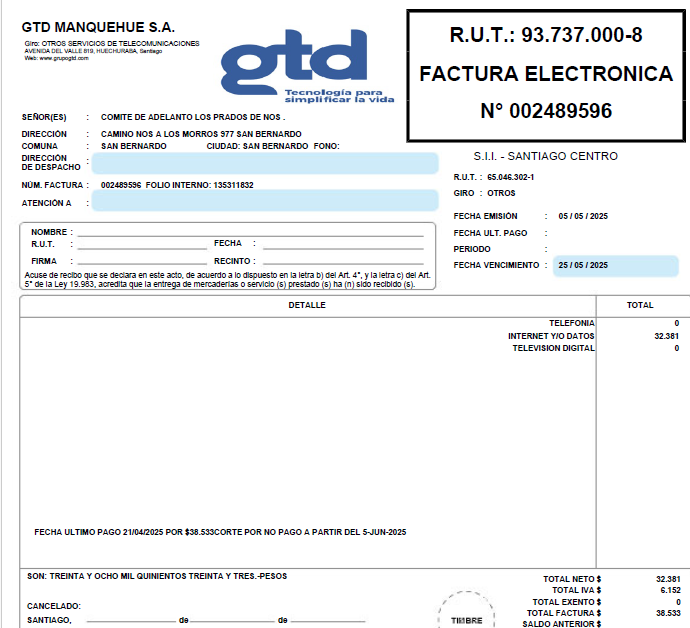 GTD MANQUEHUE S.A.
Giro: OTROS SERVICIOS DE TELECOMUNICACIONES
AVENIDA DEL VALLE 819, HUECHURABA, Santiago
Web: www.grupogtd.com
gtd
Tecnología para
simplificar la vida
R.U.T.: 93.737.000-8
FACTURA ELECTRONICA
N° 002489596
S.I.I. - SANTIAGO CENTRO
SEÑOR(ES) : COMITE DE ADELANTO LOS PRADOS DE NOS .
DIRECCIÓN : CAMINO NOS A LOS MORROS 977 SAN BERNARDO
COMUNA : SAN BERNARDO CIUDAD: SAN BERNARDO FONO:
DIRECCIÓN
DE DESPACHO :
NÚM. FACTURA : 002489596 FOLIO INTERNO: 135311832
ATENCIÓN A :
R.U.T. : 65.046.302-1
GIRO : OTROS
FECHA EMISIÓN : 05 / 05 / 2025
FECHA ULT. PAGO :
PERIODO :
FECHA VENCIMIENTO : 25 / 05 / 2025
NOMBRE :
R.U.T. : FECHA :
FIRMA : RECINTO :
Acuse de recibo que se declara en este acto, de acuerdo a lo dispuesto en la letra b) del Art. 4°, y la letra c) del Art.
5° de la Ley 19.983, acredita que la entrega de mercaderías o servicio (s) prestado (s) ha (n) sido recibido (s).
DETALLE TOTAL
TELEFONIA 0
INTERNET Y/O DATOS 32.381
TELEVISION DIGITAL 0
FECHA ULTIMO PAGO 21/04/2025 POR $38.533CORTE POR NO PAGO A PARTIR DEL 5-JUN-2025
SON: TREINTA Y OCHO MIL QUINIENTOS TREINTA Y TRES.-PESOS
CANCELADO:
SANTIAGO, de de
TIMBRE
TOTAL NETO $ 32.381
TOTAL IVA $ 6.152
TOTAL EXENTO $ 0
TOTAL FACTURA $ 38.533
SALDO ANTERIOR $